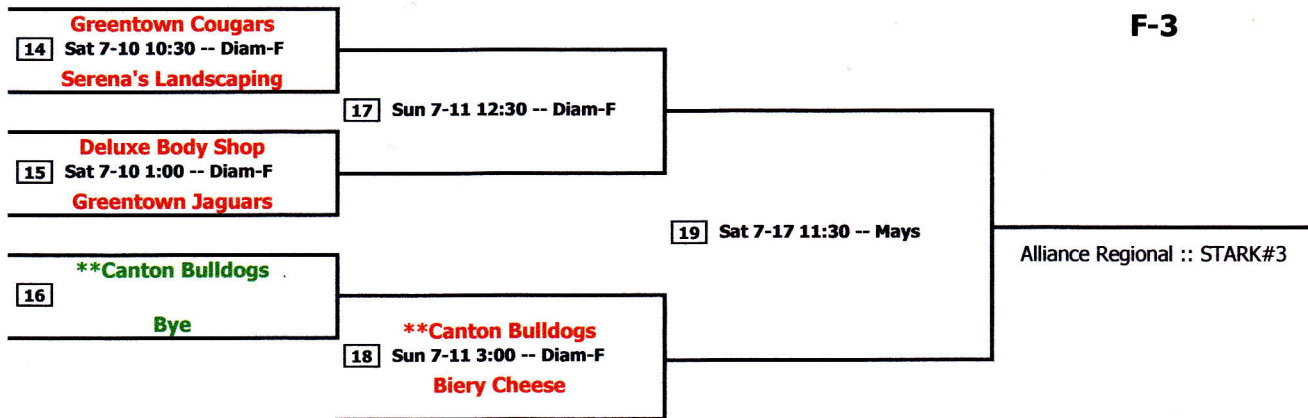 F-3
Greentown Cougars
14 Sat 7-10 10:30 -- Diam-F
Serena's Landscaping
17 Sun 7-11 12:30 -- Diam-F
Deluxe Body Shop
15 Sat 7-10 1:00 -- Diam-F
Greentown Jaguars
19 Sat 7-17 11:30 -- Mays
Alliance Regional :: STARK#3
**Canton Bulldogs
16
Bye
**Canton Bulldogs
18 Sun 7-11 3:00 -- Diam-F
Biery Cheese